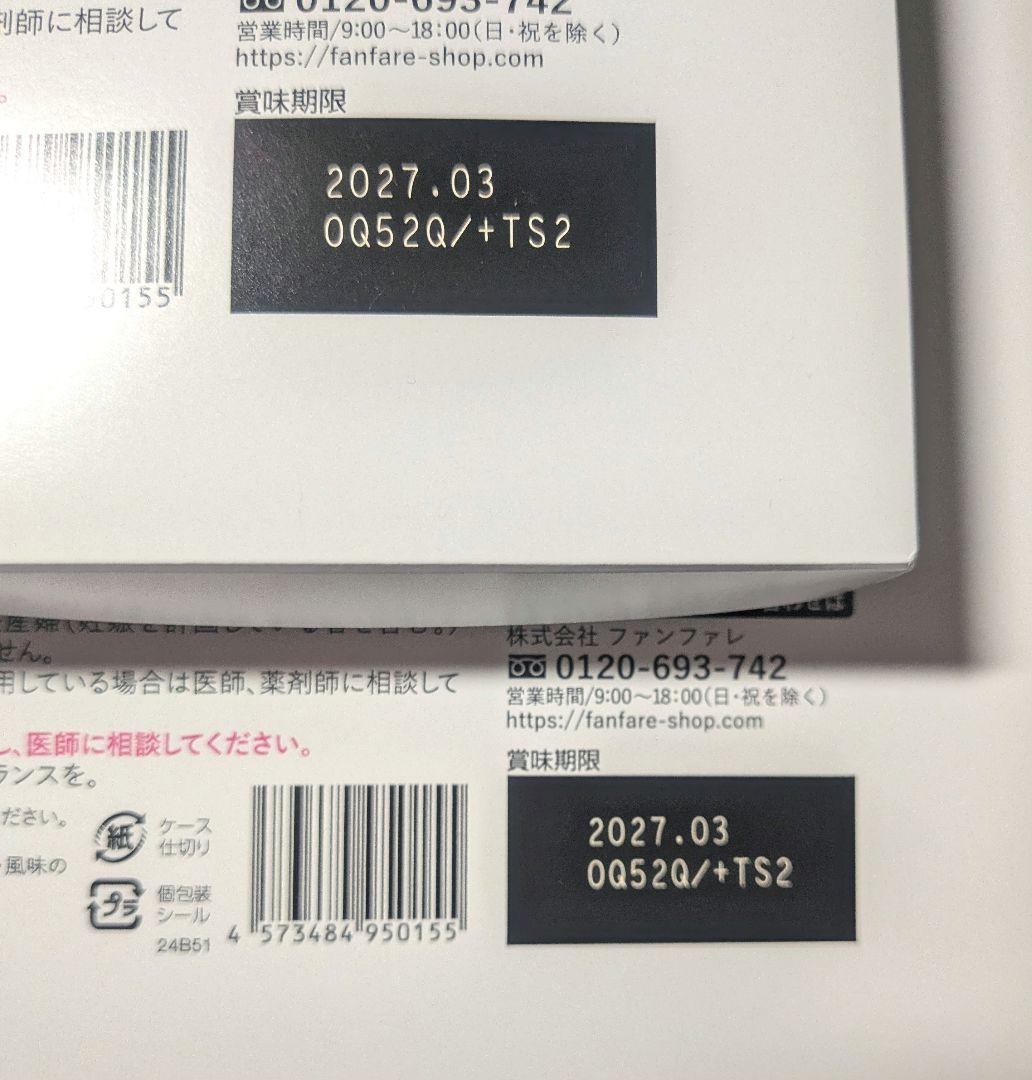 剤師に相談して
0120-693-742
営業時間/9:00～18:00(日・祝を除く)
https://fanfare-shop.com
賞味期限
2027.03
0Q52Q/+TS2
50155
株式会社 ファンファレ
0120-693-742
営業時間/9:00～18:00(日・祝を除く)
https://fanfare-shop.com
せん。
用している場合は医師、薬剤師に相談して
し、医師に相談してください。
ランスを。
ださい。
・風味の
紙
ケース
仕切り
プラ
個包装
シール
24B51
4 573484 950155
賞味期限
2027.03
0Q52Q/+TS2